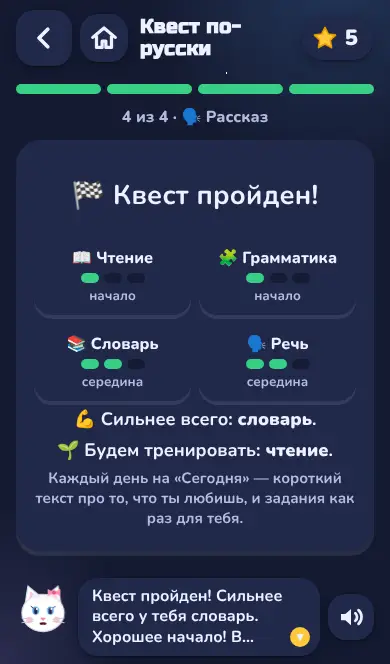 Квест по-
русски
5
4 из 4 · Рассказ
Квест пройден!
Чтение
начало
Грамматика
начало
Словарь
середина
Речь
середина
Сильнее всего: словарь.
Будем тренировать: чтение.
Каждый день на «Сегодня» — короткий
текст про то, что ты любишь, и задания как
раз для тебя.
Квест пройден! Сильнее
всего у тебя словарь.
Хорошее начало! В...